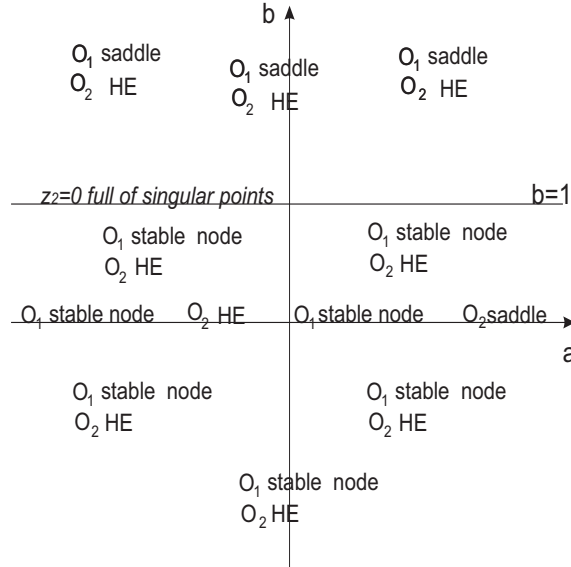 b
O₁ saddle
O₂ HE
O₁ saddle
O₂ HE
O₁ saddle
O₂ HE
z₂=0 full of singular points
b=1
O₁ stable node
O₂ HE
O₁ stable node
O₂ HE
O₁ stable node
O₂ HE
O₁ stable node
O₂ saddle
a
O₁ stable node
O₂ HE
O₁ stable node
O₂ HE
O₁ stable node
O₂ HE